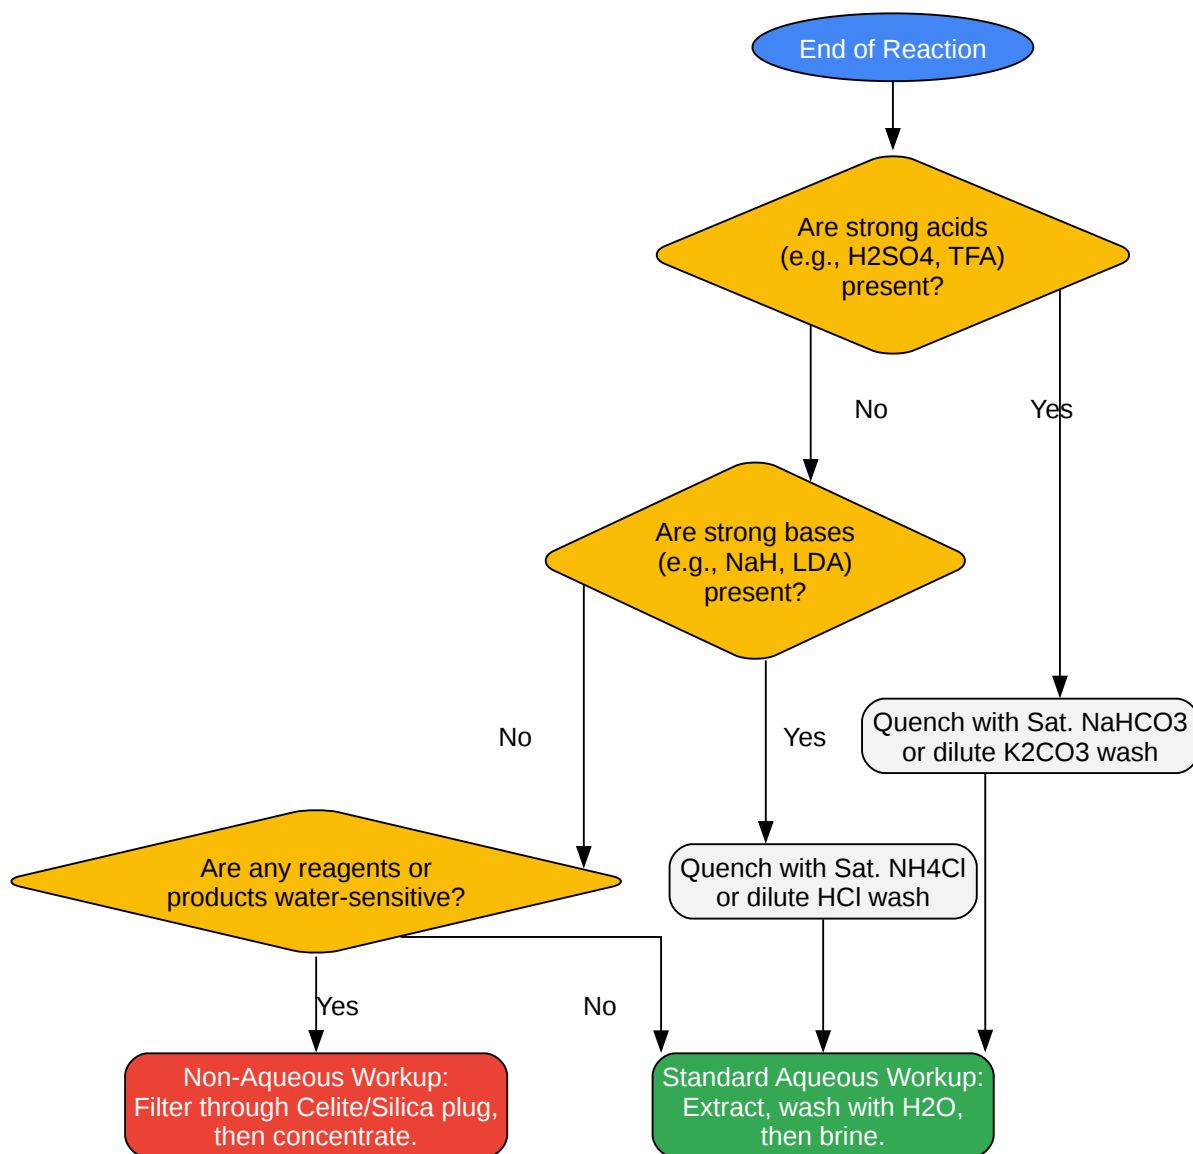 End of Reaction
Are strong acids
(e.g., H2SO4, TFA)
present?
No
Yes
Are strong bases
(e.g., NaH, LDA)
present?
No
Yes
Quench with Sat. NaHCO3
or dilute K2CO3 wash
Are any reagents or
products water-sensitive?
Quench with Sat. NH4Cl
or dilute HCl wash
Yes
No
Non-Aqueous Workup:
Filter through Celite/Silica plug,
then concentrate.
Standard Aqueous Workup:
Extract, wash with H2O,
then brine.